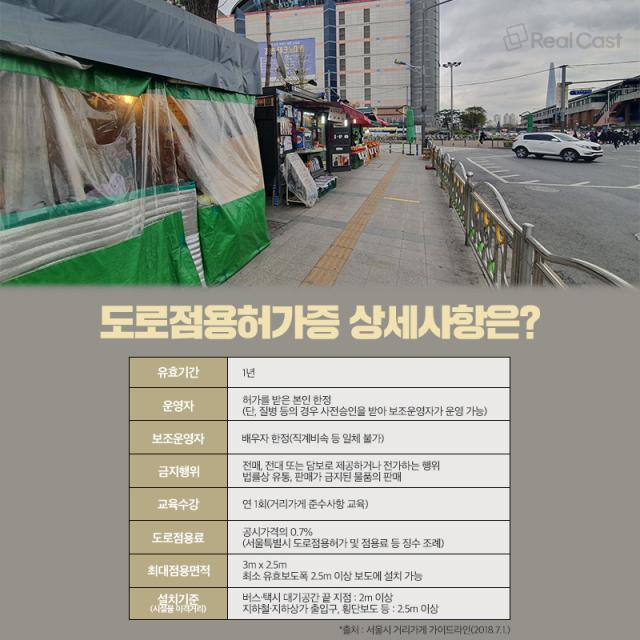 Real Cast
도로점용허가증 상세사항은?
유효기간
1년
운영자
허가를 받은 본인 한정
(단, 질병 등의 경우 사전승인을 받아 보조운영자가 운영 가능)
보조운영자
배우자 한정(직계비속 등 일체 불가)
금지행위
전매, 전대 또는 담보로 제공하거나 전가하는 행위
법률상 유통, 판매가 금지된 물품의 판매
교육수강
연 1회(거리가게 준수사항 교육)
도로점용료
공시가격의 0.7%
(서울특별시 도로점용허가 및 점용료 등 징수 조례)
최대점용면적
3m x 2.5m
최소 유효보도폭 2.5m 이상 보도에 설치 가능
설치기준
(시설물 이격거리)
버스·택시 대기공간 끝 지점 : 2m 이상
지하철·지하상가 출입구, 횡단보도 등 : 2.5m 이상
*출처 : 서울시 거리가게 가이드라인(2018.7.1.)